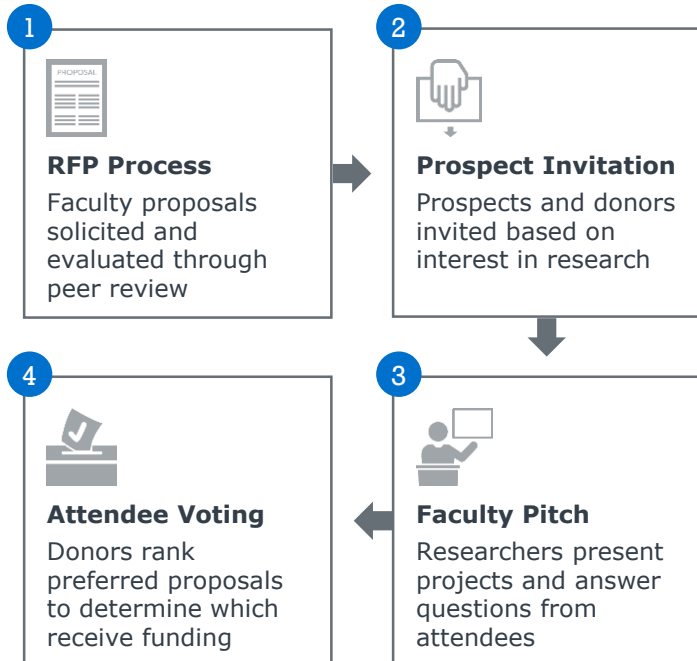 1
PROPOSAL
RFP Process
Faculty proposals
solicited and
evaluated through
peer review
2
Prospect Invitation
Prospects and donors
invited based on
interest in research
3
Faculty Pitch
Researchers present
projects and answer
questions from
attendees
4
Attendee Voting
Donors rank
preferred proposals
to determine which
receive funding